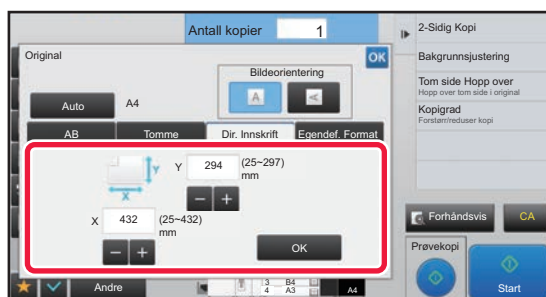 Antall kopier 1
Original
OK
Bildeorientering
A A
Auto A4
AB Tomme Dir. Innskrift Egendef. Format
Y 294 (25~297)
mm
Y
X
X 432 (25~432)
mm
OK
Andre
3 B4
4 A3
A4
2-Sidig Kopi
Bakgrunnsjustering
Tom side Hopp over
Hopp over tom side i original
Kopigrad
Forstørr/reduser kopi
Forhåndsvis CA
Prøvekopi
Start